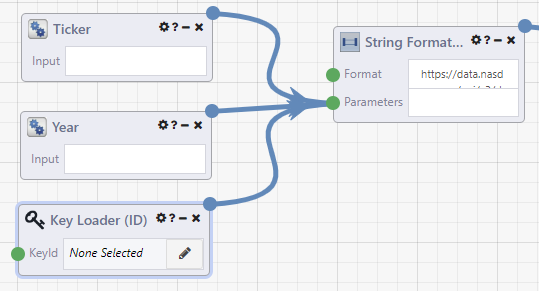 Ticker
Input
Year
Input
Key Loader (ID)
KeyId
None Selected
String Format...
Format
https://data.nasd
Parameters